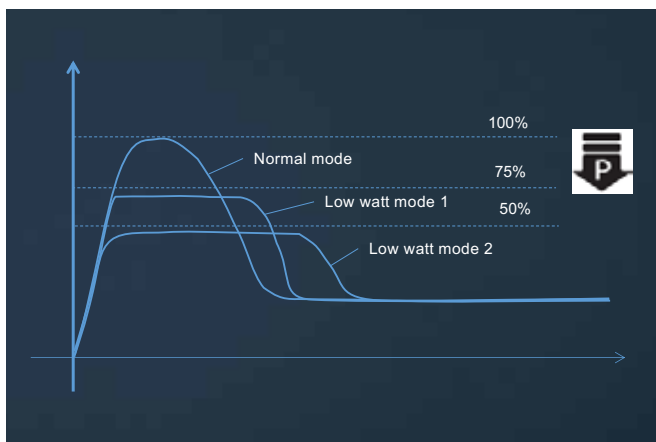 100%
Normal mode
75%
P
Low watt mode 1
50%
Low watt mode 2